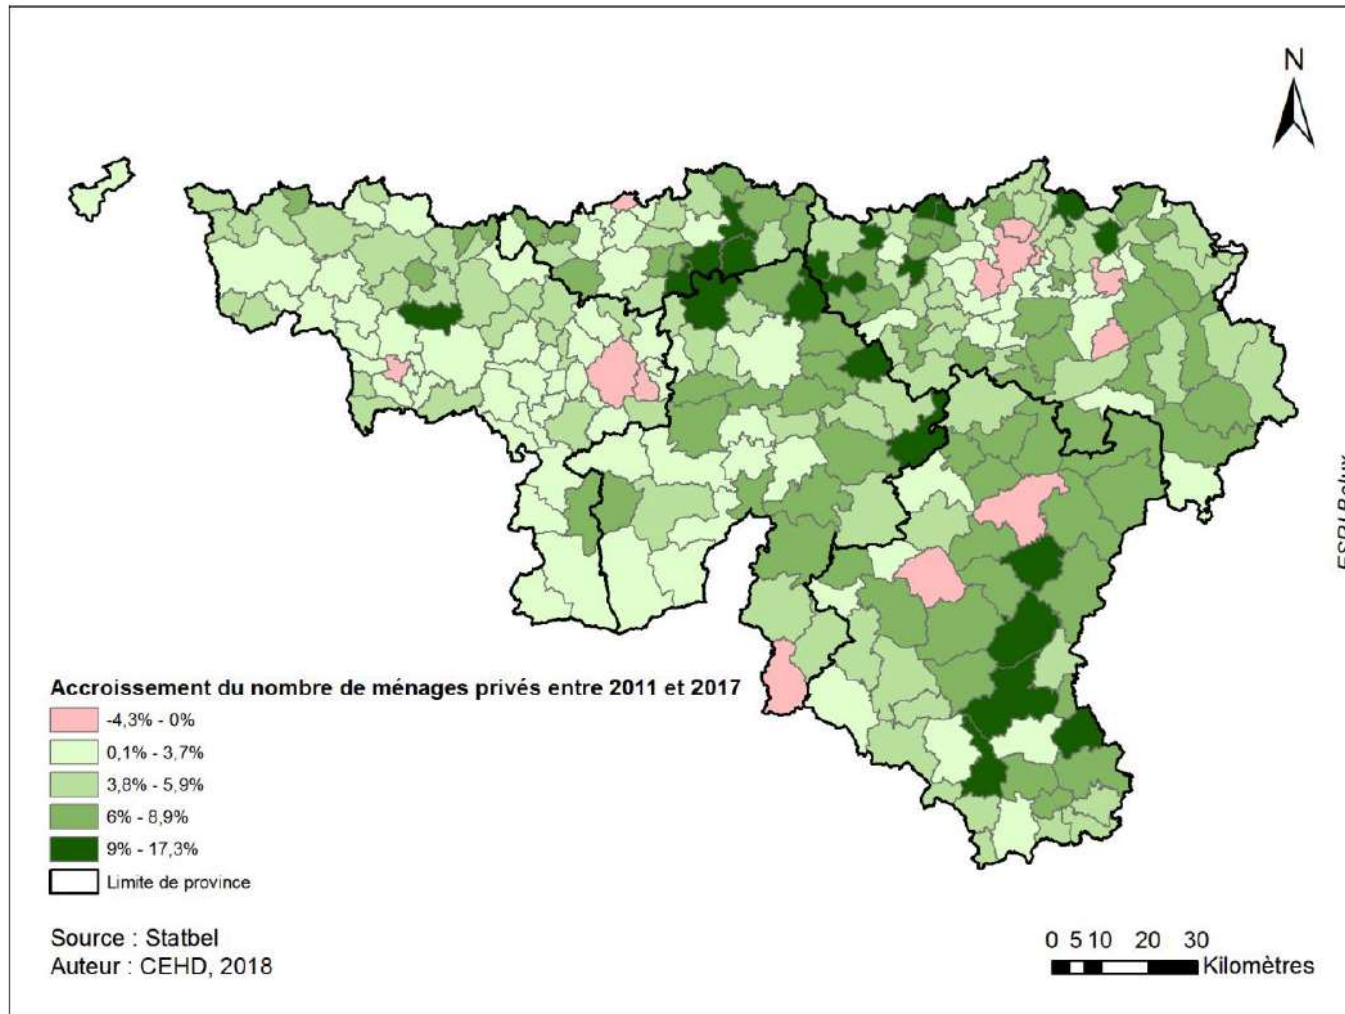 N
ESRI Belux
Accroissement du nombre de ménages privés entre 2011 et 2017
-4,3% - 0%
0,1% - 3,7%
3,8% - 5,9%
6% - 8,9%
9% - 17,3%
Limite de province
Source : Statbel
Auteur : CEHD, 2018
0 5 10 20 30
Kilomètres